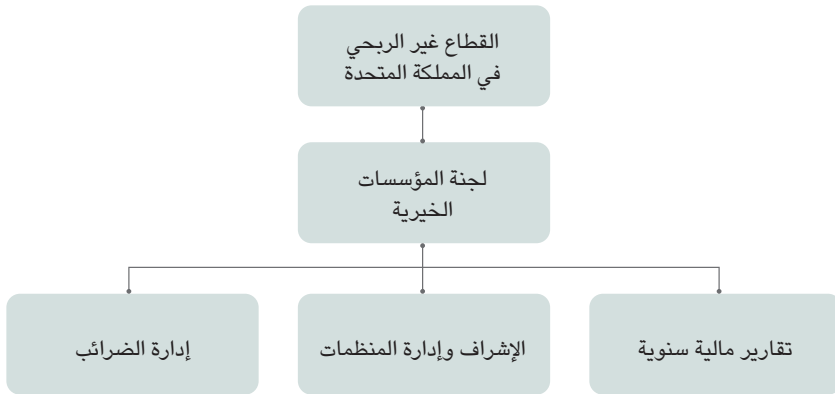 القطاع غير الربحي
في المملكة المتحدة
لجنة المؤسسات
الخيرية
تقارير مالية سنوية
الإشراف وإدارة المنظمات
إدارة الضرائب